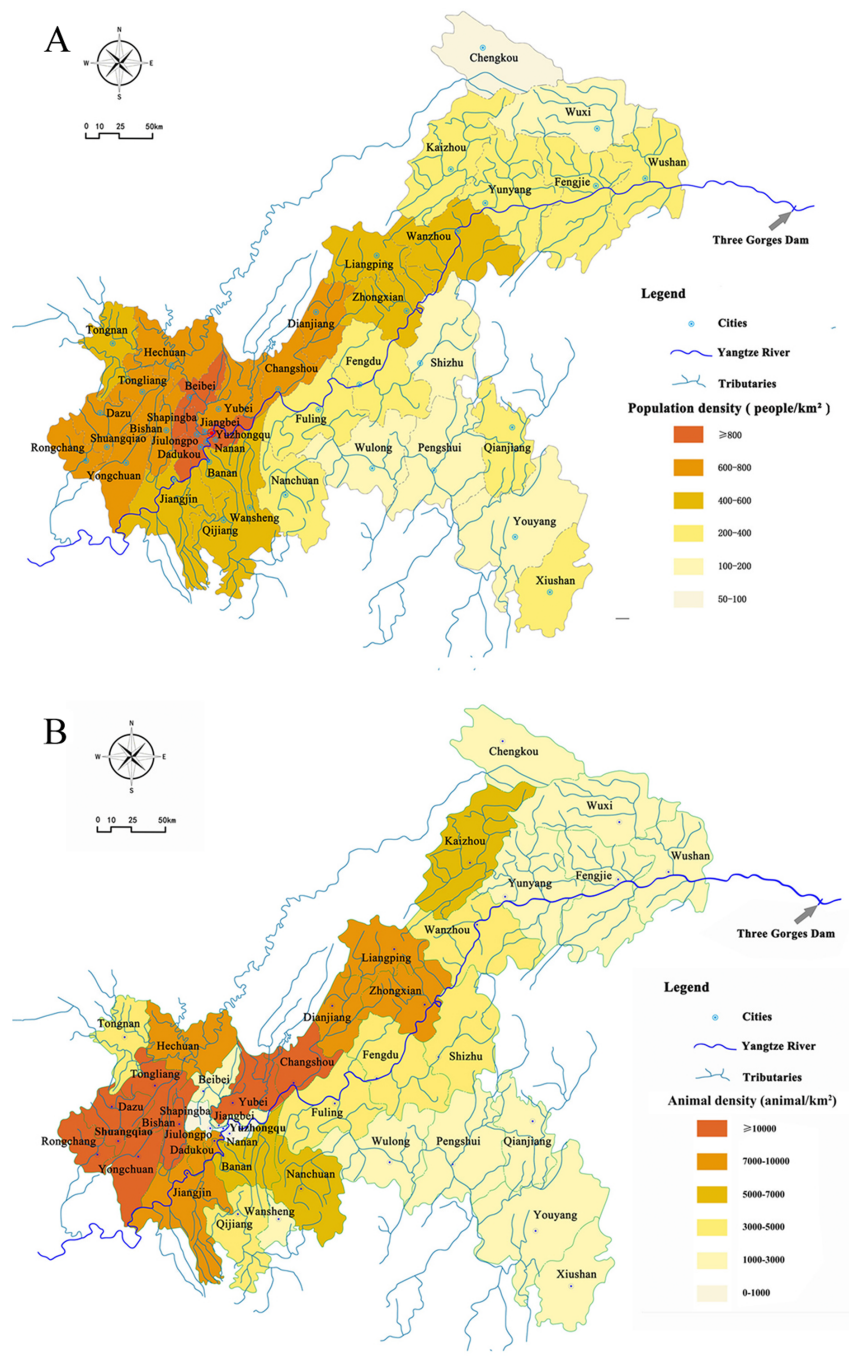 A
N
W
E
S
0 10 25 50km
Chengkou
Wuxi
Kaizhou
Wushan
Fengjie
Yunyang
Wanzhou
Three Gorges Dam
Liangping
Zhongxian
Legend
Dianjiang
Cities
Tongnan
Hechuan
Fengdu
Shizhu
Yangtze River
Changshou
Tongliang
Beibei
Tributaries
Dazu
Shapingba
Yubei
Population density ( people/km² )
Bishan
Jiangbei
Fuling
Shuangqiao
Jiulongpo
Yuzhongqu
≥800
Rongchang
Dadukou
Nanan
Wulong
Pengshui
Qianjiang
Yongchuan
Banan
600-800
Nanchuan
Jiangjin
400-600
Wansheng
Qijiang
Youyang
200-400
100-200
Xiushan
50-100
B
N
W
E
S
0 10 25 50km
Chengkou
Wuxi
Kaizhou
Wushan
Fengjie
Yunyang
Wanzhou
Three Gorges Dam
Liangping
Zhongxian
Legend
Dianjiang
Cities
Tongnan
Hechuan
Fengdu
Shizhu
Yangtze River
Changshou
Tongliang
Beibei
Tributaries
Dazu
Yubei
Animal density (animal/km²)
Shapingba
Jiangbei
Fuling
Bishan
Shuangqiao
Jiulongpo
Yuzhongqu
≥10000
Rongchang
Nanan
Wulong
Pengshui
Qianjiang
Dadukou
Yongchuan
Banan
7000-10000
Nanchuan
Jiangjin
5000-7000
Wansheng
Qijiang
Youyang
3000-5000
1000-3000
Xiushan
0-1000